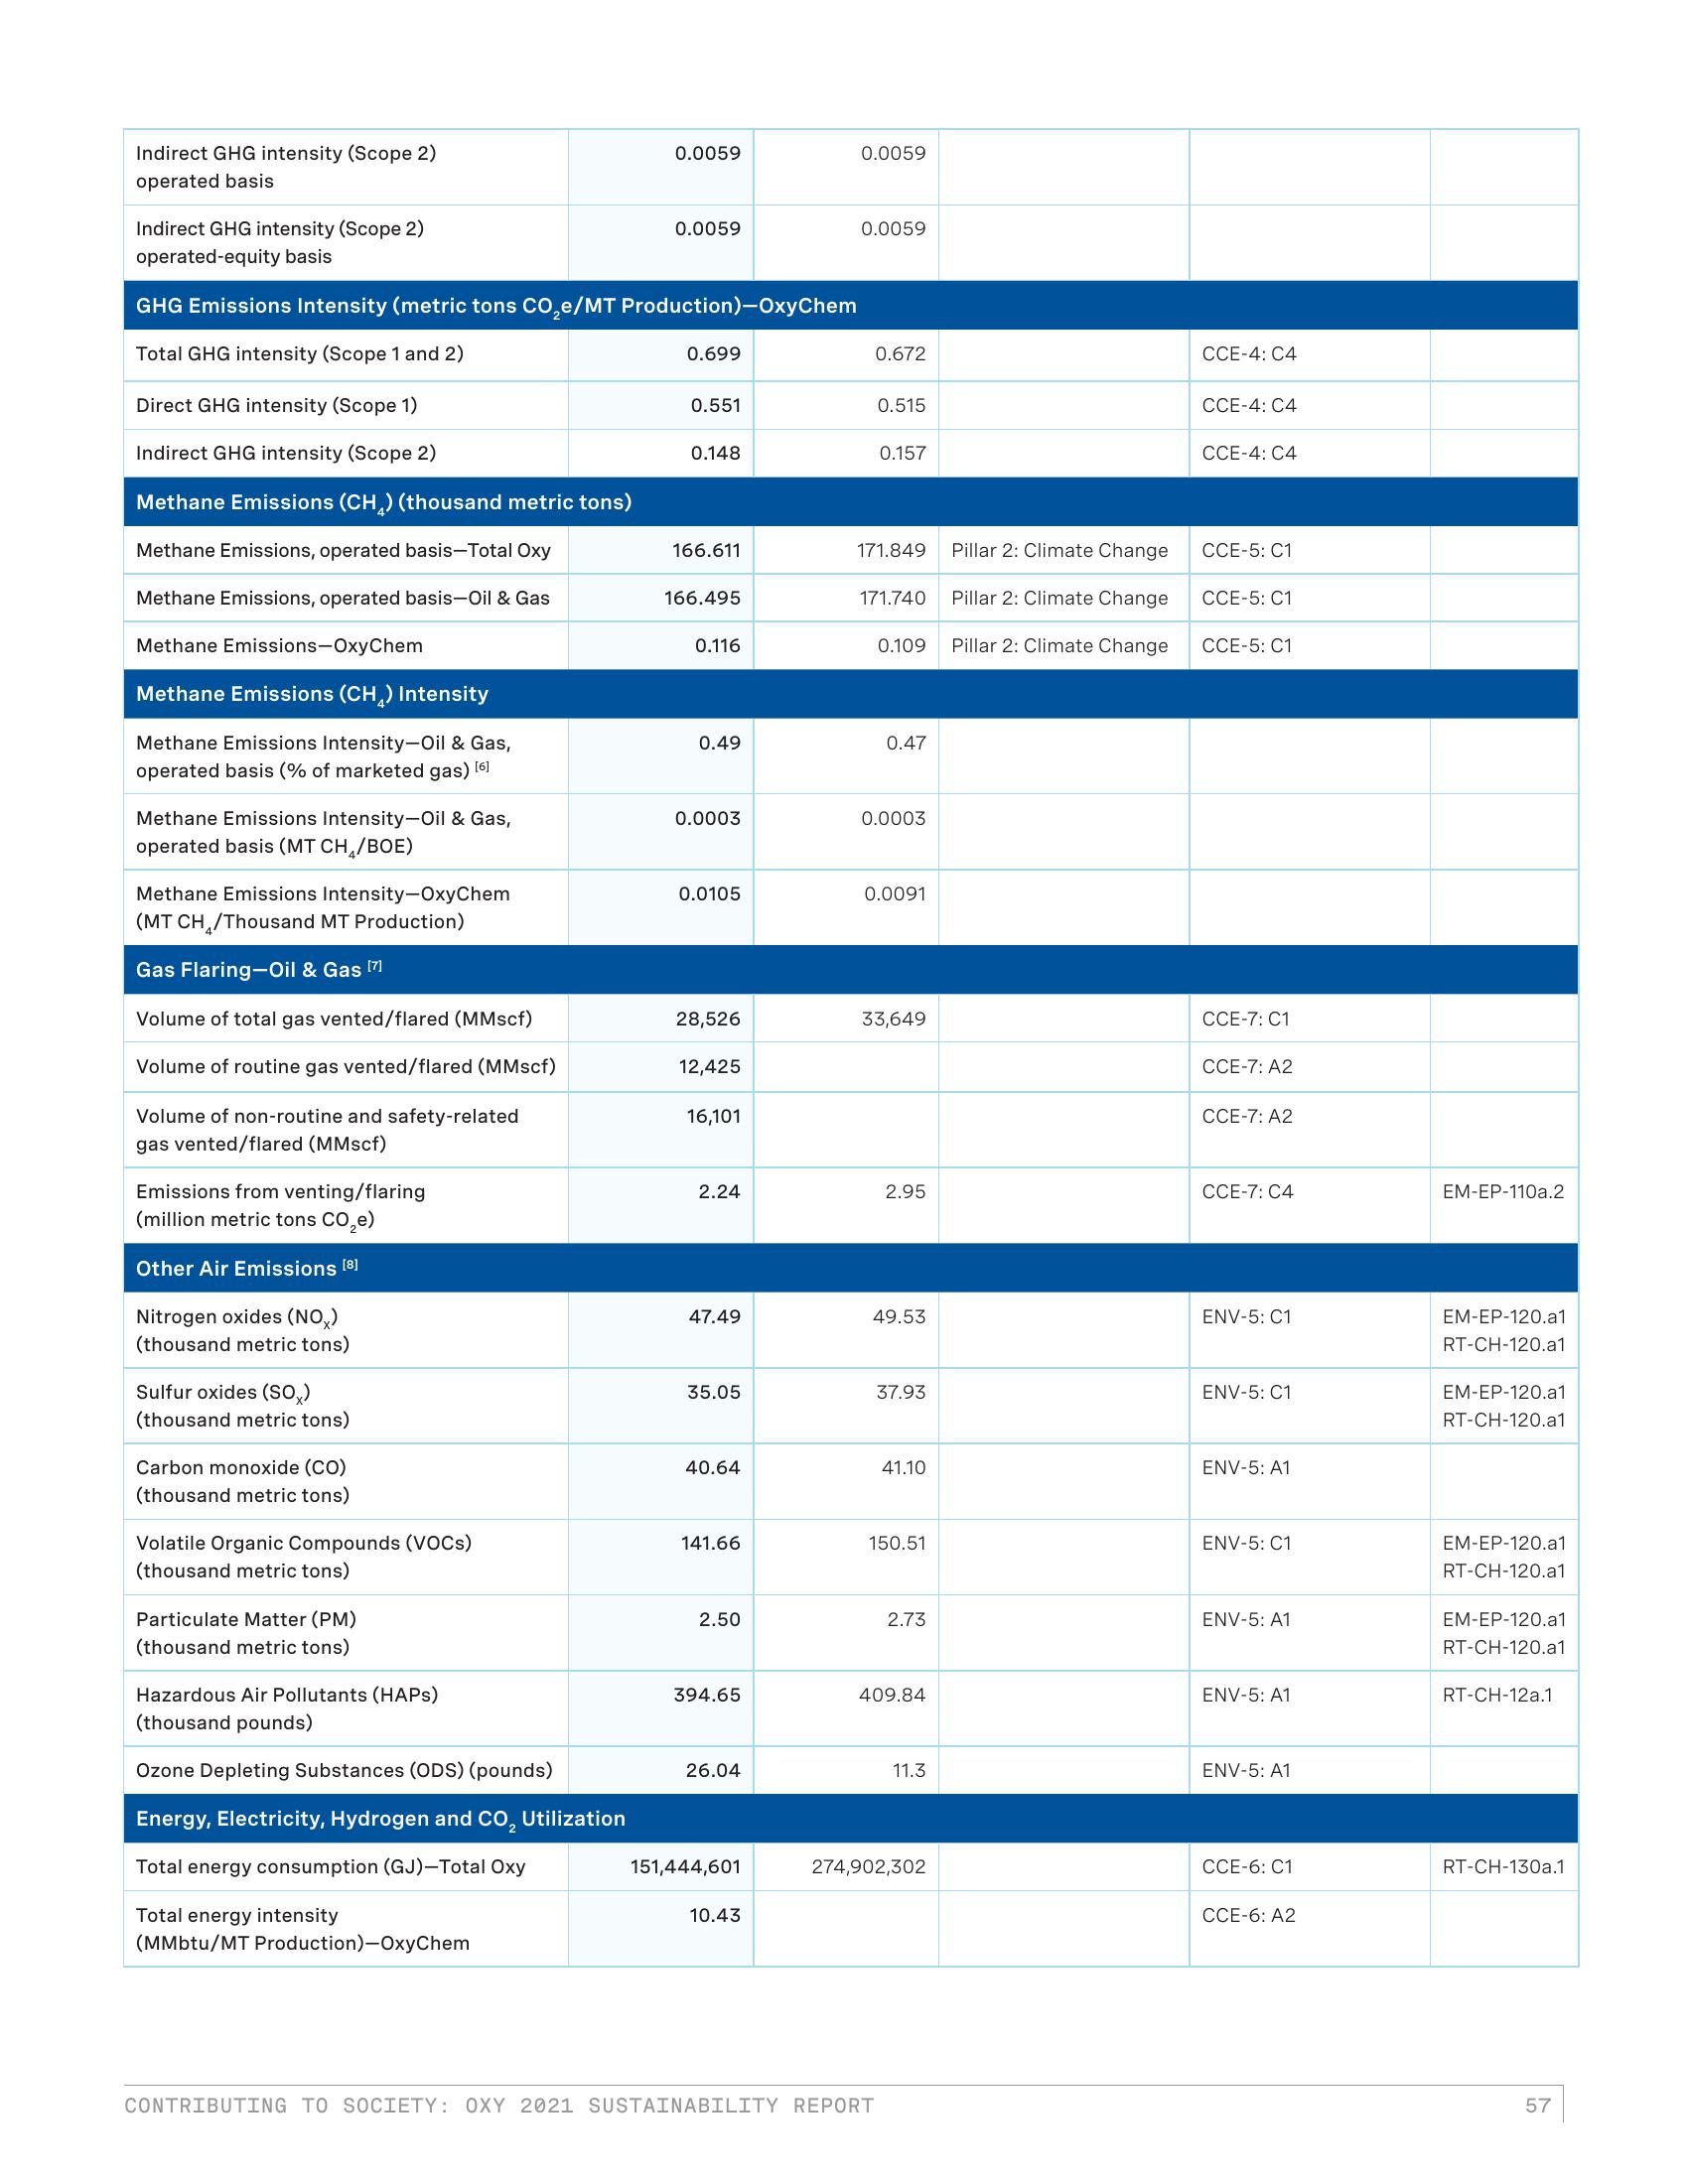 Indirect GHG intensity (Scope 2) 0.0059 0.0059
operated basis
Indirect GHG intensity (Scope 2) 0.0059 0.0059
operated-equity basis
GHG Emissions Intensity (metric tons CO₂e/MT Production)—OxyChem
Total GHG intensity (Scope 1 and 2) 0.699 0.672 CCE-4: C4
Direct GHG intensity (Scope 1) 0.551 0.515 CCE-4: C4
Indirect GHG intensity (Scope 2) 0.148 0.157 CCE-4: C4
Methane Emissions (CH₄) (thousand metric tons)
Methane Emissions, operated basis—Total Oxy 166.611 171.849 Pillar 2: Climate Change CCE-5: C1
Methane Emissions, operated basis—Oil & Gas 166.495 171.740 Pillar 2: Climate Change CCE-5: C1
Methane Emissions—OxyChem 0.116 0.109 Pillar 2: Climate Change CCE-5: C1
Methane Emissions (CH₄) Intensity
Methane Emissions Intensity—Oil & Gas, 0.49 0.47
operated basis (% of marketed gas) [6]
Methane Emissions Intensity—Oil & Gas, 0.0003 0.0003
operated basis (MT CH₄/BOE)
Methane Emissions Intensity—OxyChem 0.0105 0.0091
(MT CH₄/Thousand MT Production)
Gas Flaring—Oil & Gas [7]
Volume of total gas vented/flared (MMscf) 28,526 33,649 CCE-7: C1
Volume of routine gas vented/flared (MMscf) 12,425 CCE-7: A2
Volume of non-routine and safety-related 16,101 CCE-7: A2
gas vented/flared (MMscf)
Emissions from venting/flaring 2.24 2.95 CCE-7: C4 EM-EP-110a.2
(million metric tons CO₂e)
Other Air Emissions [8]
Nitrogen oxides (NOₓ) 47.49 49.53 ENV-5: C1 EM-EP-120.a1
(thousand metric tons) RT-CH-120.a1
Sulfur oxides (SOₓ) 35.05 37.93 ENV-5: C1 EM-EP-120.a1
(thousand metric tons) RT-CH-120.a1
Carbon monoxide (CO) 40.64 41.10 ENV-5: A1
(thousand metric tons)
Volatile Organic Compounds (VOCs) 141.66 150.51 ENV-5: C1 EM-EP-120.a1
(thousand metric tons) RT-CH-120.a1
Particulate Matter (PM) 2.50 2.73 ENV-5: A1 EM-EP-120.a1
(thousand metric tons) RT-CH-120.a1
Hazardous Air Pollutants (HAPs) 394.65 409.84 ENV-5: A1 RT-CH-12a.1
(thousand pounds)
Ozone Depleting Substances (ODS) (pounds) 26.04 11.3 ENV-5: A1
Energy, Electricity, Hydrogen and CO₂ Utilization
Total energy consumption (GJ)—Total Oxy 151,444,601 274,902,302 CCE-6: C1 RT-CH-130a.1
Total energy intensity 10.43 CCE-6: A2
(MMbtu/MT Production)—OxyChem
CONTRIBUTING TO SOCIETY: OXY 2021 SUSTAINABILITY REPORT 57